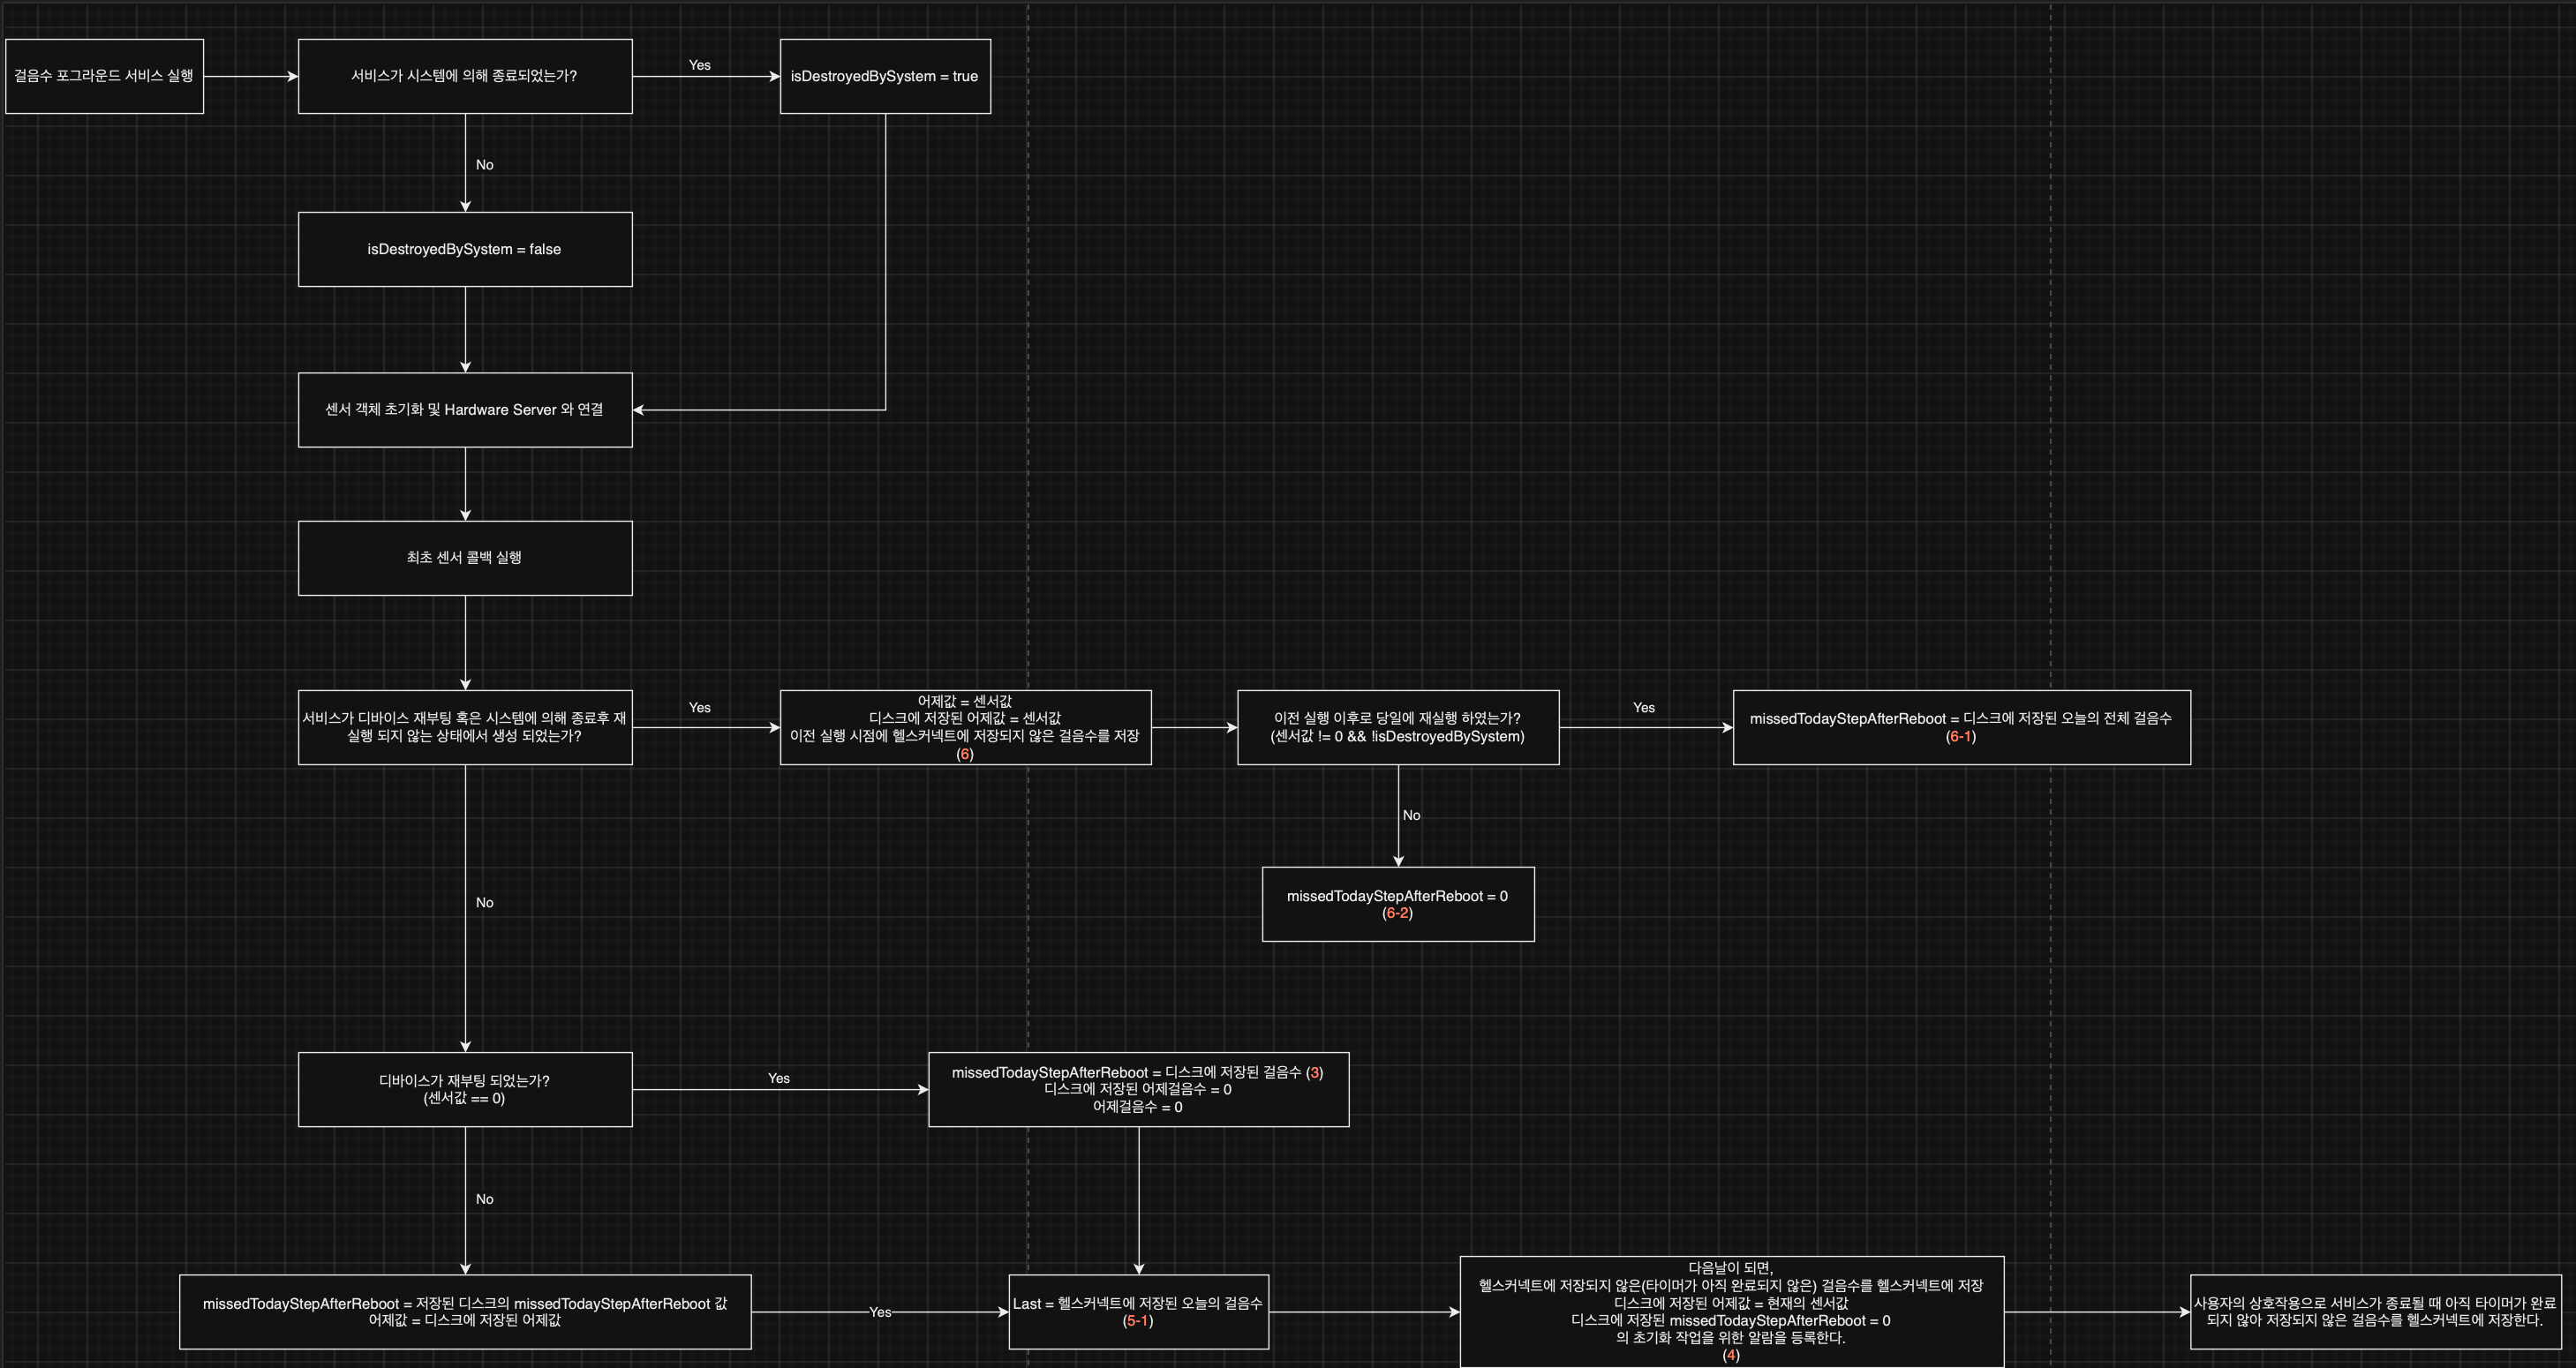 걸음수 포그라운드 서비스 실행
서비스가 시스템에 의해 종료되었는가?
Yes
isDestroyedBySystem = true
No
isDestroyedBySystem = false
센서 객체 초기화 및 Hardware Server 와 연결
최초 센서 콜백 실행
서비스가 디바이스 재부팅 혹은 시스템에 의해 종료후 재
실행 되지 않는 상태에서 생성 되었는가?
Yes
어제값 = 센서값
디스크에 저장된 어제값 = 센서값
이전 실행 시점에 헬스커넥트에 저장되지 않은 걸음수를 저장
(6)
이전 실행 이후로 당일에 재실행 하였는가?
(센서값 != 0 && !isDestroyedBySystem)
Yes
missedTodayStepAfterReboot = 디스크에 저장된 오늘의 전체 걸음수
(6-1)
No
missedTodayStepAfterReboot = 0
(6-2)
No
디바이스가 재부팅 되었는가?
(센서값 == 0)
Yes
missedTodayStepAfterReboot = 디스크에 저장된 걸음수 (3)
디스크에 저장된 어제걸음수 = 0
어제걸음수 = 0
No
missedTodayStepAfterReboot = 저장된 디스크의 missedTodayStepAfterReboot 값
어제값 = 디스크에 저장된 어제값
Yes
Last = 헬스커넥트에 저장된 오늘의 걸음수
(5-1)
다음날이 되면,
헬스커넥트에 저장되지 않은(타이머가 아직 완료되지 않은) 걸음수를 헬스커넥트에 저장
디스크에 저장된 어제값 = 현재의 센서값
디스크에 저장된 missedTodayStepAfterReboot = 0
의 초기화 작업을 위한 알람을 등록한다.
(4)
사용자의 상호작용으로 서비스가 종료될 때 아직 타이머가 완료
되지 않아 저장되지 않은 걸음수를 헬스커넥트에 저장한다.